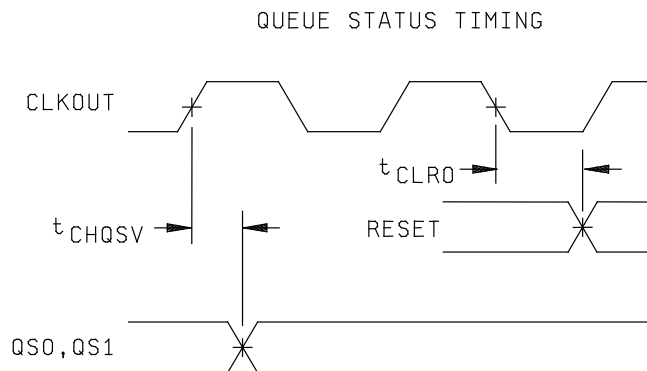 QUEUE STATUS TIMING
CLKOUT
tCLRO
tCHQSV
RESET
QS0,QS1